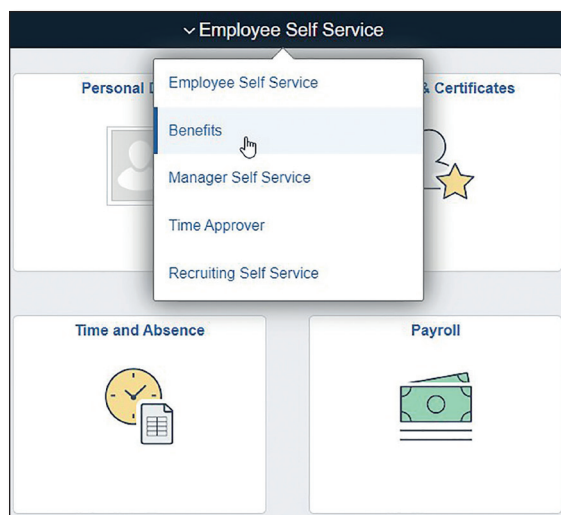 Employee Self Service
Personal
& Certificates
Employee Self Service
Benefits
Manager Self Service
Time Approver
Recruiting Self Service
Time and Absence
Payroll